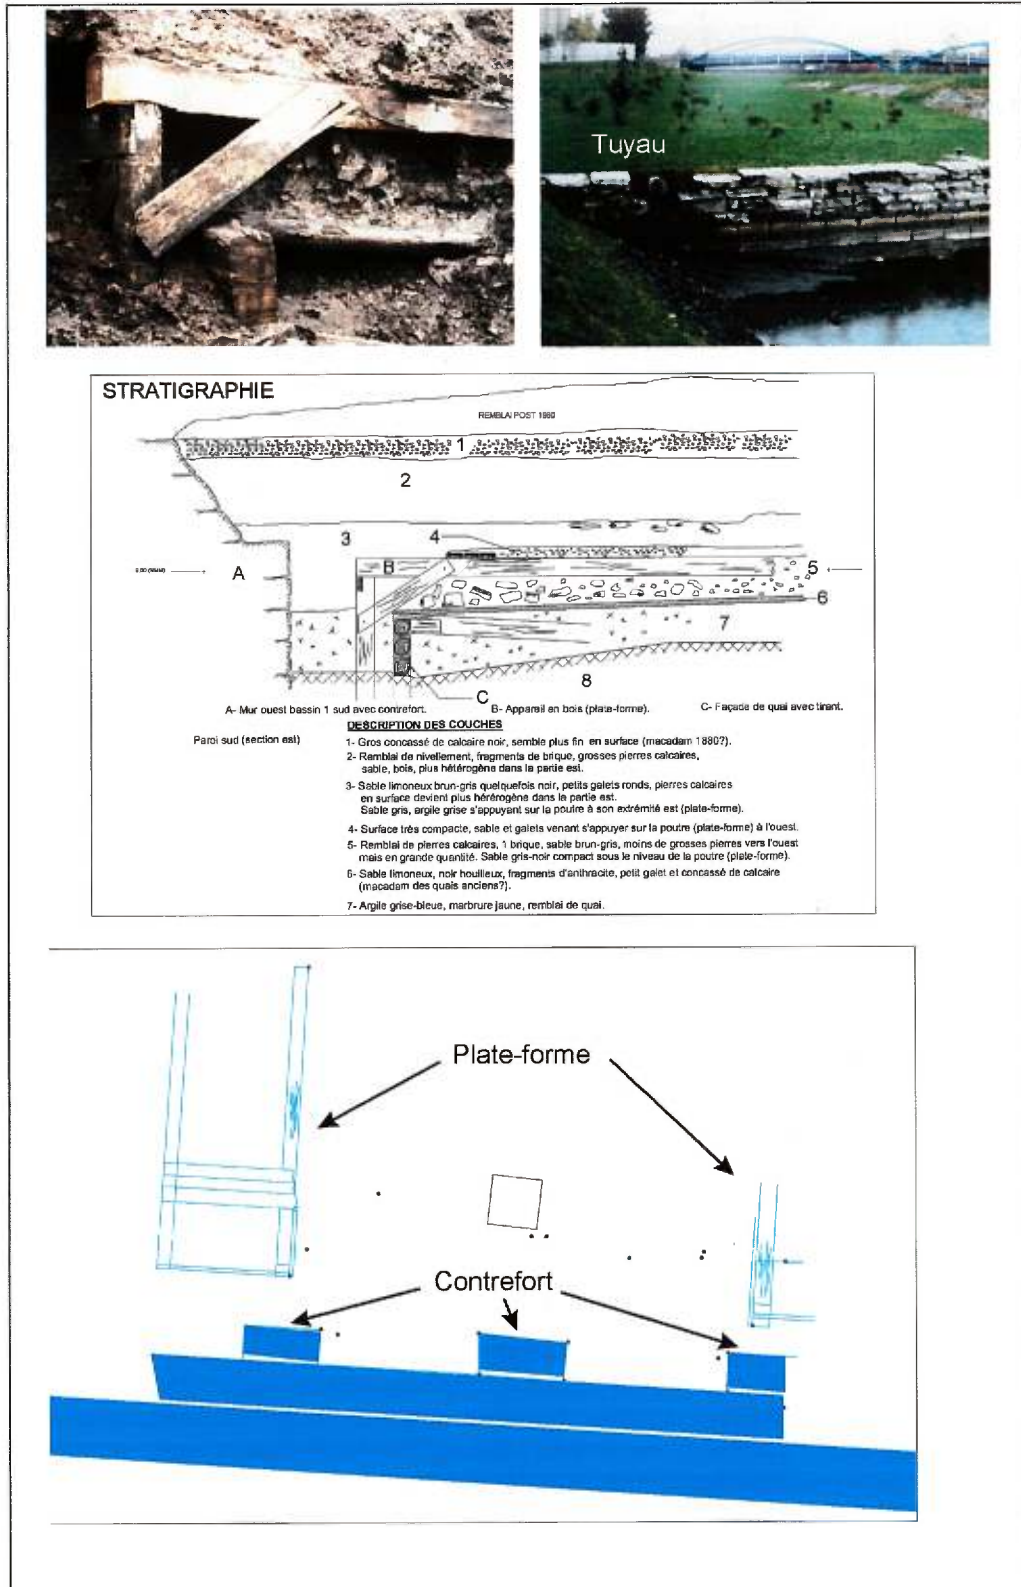 Tuyau
STRATIGRAPHIE
REMBLAI POST 1960
1
2
3
4
B
A
5
6
7
8
C
A- Mur ouest bassin 1 sud avec contrefort.
B- Appareil en bois (plate-forme).
C- Façade de quai avec tirant.
DESCRIPTION DES COUCHES
Paroi sud (section est)
1- Gros concassé de calcaire noir, semble plus fin en surface (macadam 1880?).
2- Remblai de nivellement, fragments de brique, grosses pierres calcaires,
sable, bois, plus hétérogène dans la partie est.
3- Sable limoneux brun-gris quelquefois noir, petits galets ronds, pierres calcaires
en surface devient plus hérérogène dans la partie est.
Sable gris, argile grise s'appuyant sur la poutre à son extrémité est (plate-forme).
4- Surface très compacte, sable et galets venant s'appuyer sur la poutre (plate-forme) à l'ouest.
5- Remblai de pierres calcaires, 1 brique, sable brun-gris, moins de grosses pierres vers l'ouest
mais en grande quantité. Sable gris-noir compact sous le niveau de la poutre (plate-forme).
6- Sable limoneux, noir houilleux, fragments d'anthracite, petit galet et concassé de calcaire
(macadam des quais anciens?).
7- Argile grise-bleue, marbrure jaune, remblai de quai.
Plate-forme
Contrefort